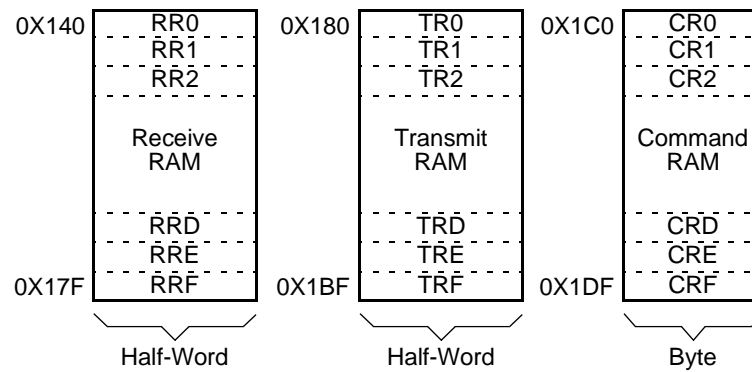 0X140 RR0 0X180 TR0 0X1C0 CR0
RR1 TR1 CR1
RR2 TR2 CR2
Receive Transmit Command
RAM RAM RAM
RRD TRD CRD
RRE TRE CRE
0X17F RRF 0X1BF TRF 0X1DF CRF
Half-Word Half-Word Byte